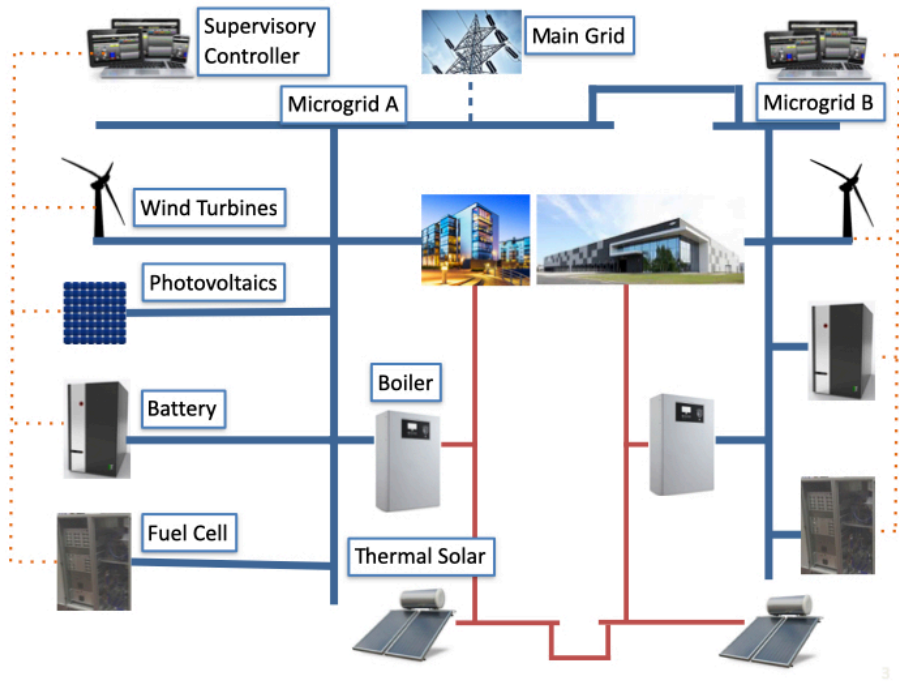 Supervisory
Controller
Main Grid
Microgrid A
Microgrid B
Wind Turbines
Photovoltaics
Boiler
Battery
Fuel Cell
Thermal Solar
3